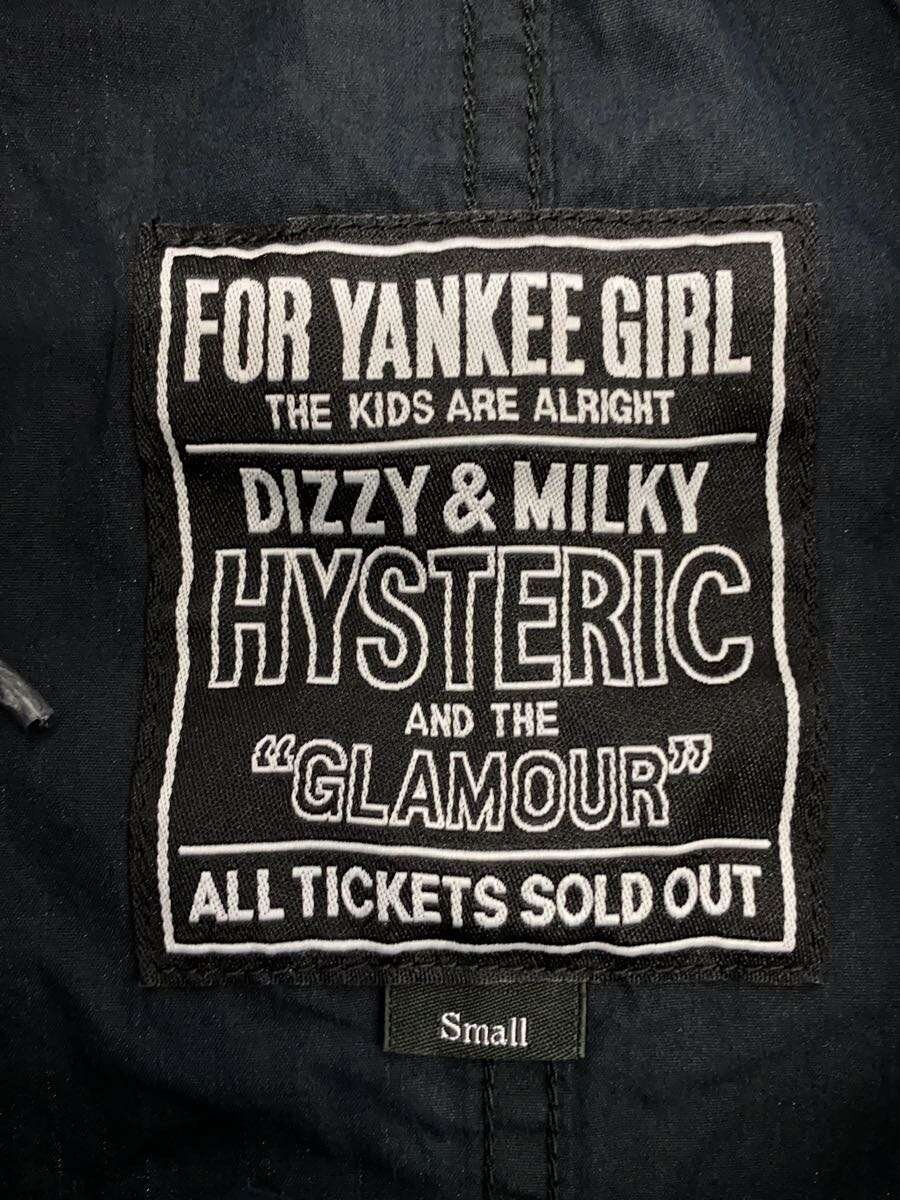 FOR YANKEE GIRL
THE KIDS ARE ALRIGHT
DIZZY & MILKY
HYSTERIC
AND THE
“GLAMOUR”
ALL TICKETS SOLD OUT
Small